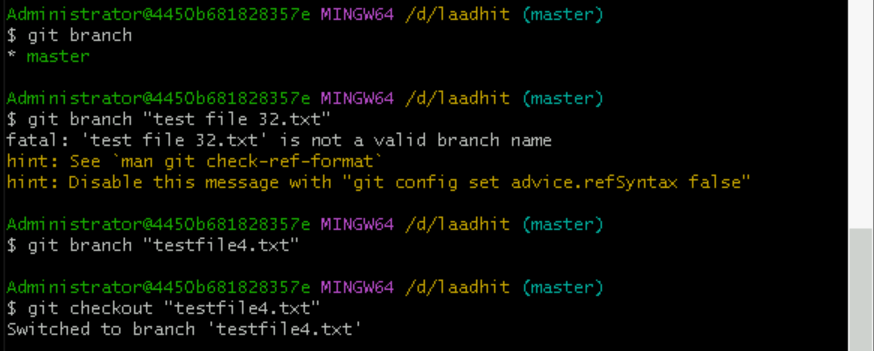 Administrator@4450b681828357e MINGW64 /d/laadhit (master)
$ git branch
* master
Administrator@4450b681828357e MINGW64 /d/laadhit (master)
$ git branch "test file 32.txt"
fatal: 'test file 32.txt' is not a valid branch name
hint: See `man git check-ref-format`
hint: Disable this message with "git config set advice.refSyntax false"
Administrator@4450b681828357e MINGW64 /d/laadhit (master)
$ git branch "testfile4.txt"
Administrator@4450b681828357e MINGW64 /d/laadhit (master)
$ git checkout "testfile4.txt"
Switched to branch 'testfile4.txt'